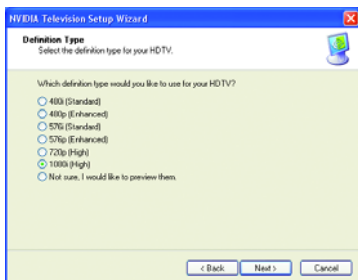 NVIDIA Television Setup Wizard
Definition Type
Select the definition type for your HDTV.
Which definition type would you like to use for your HDTV?
480i (Standard)
480p (Enhanced)
576i (Standard)
576p (Enhanced)
720p (High)
1080i (High)
Not sure, I would like to preview them.
< Back
Next >
Cancel